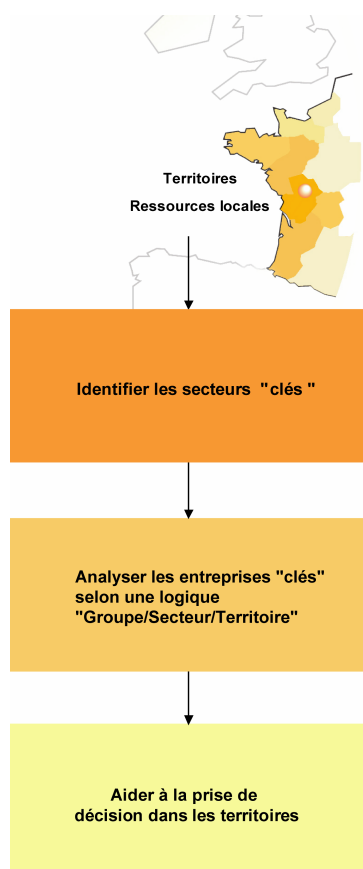 Territoires
Ressources locales
Identifier les secteurs "clés "
Analyser les entreprises "clés"
selon une logique
"Groupe/Secteur/Territoire"
Aider à la prise de
décision dans les territoires